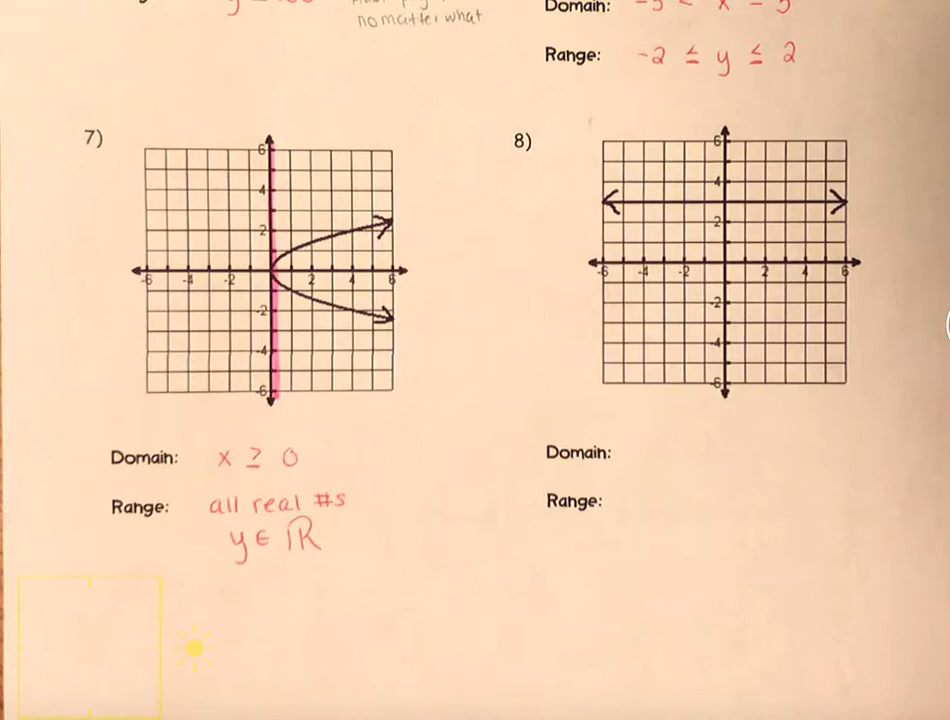 no matter what
Domain:
Range: -2 ≤ y ≤ 2
7)
8)
6
4
2
-6 -4 -2 2 4 6
-2
-4
-6
6
4
2
-6 -4 -2 2 4 6
-2
-4
-6
Domain: x ≥ 0
Range: all real #s
y ∈ ℝ
Domain:
Range: